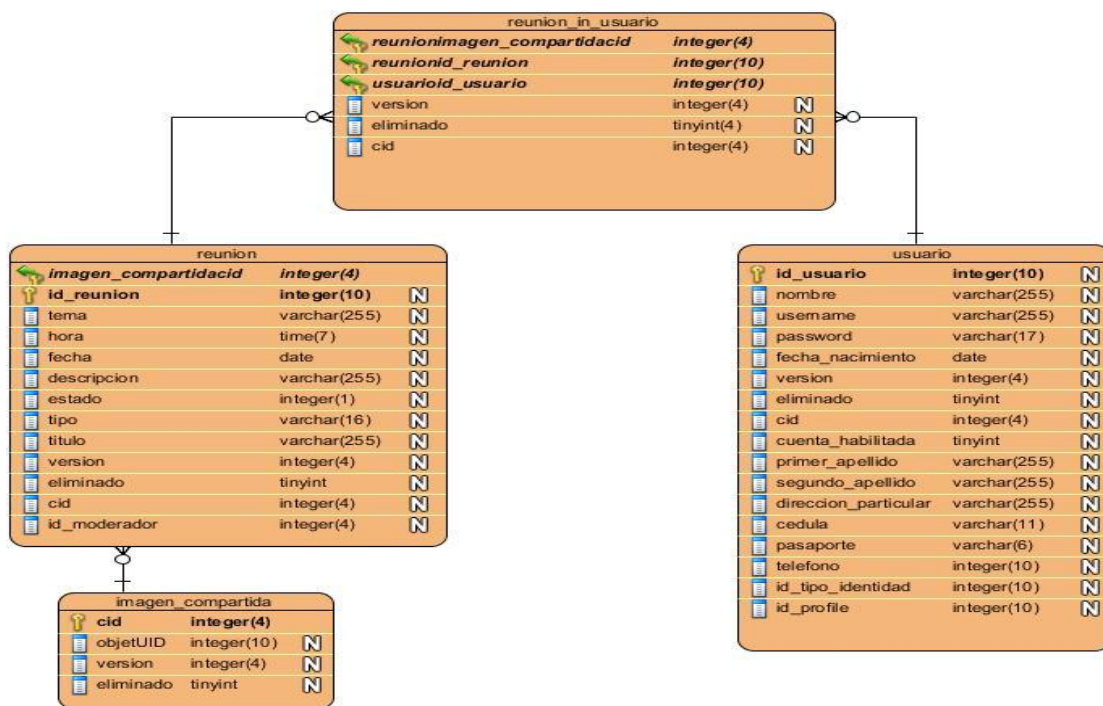 reunion_in_usuario
reunionimagen_compartidacid integer(4)
reunionid_reunion integer(10)
usuarioid_usuario integer(10)
version integer(4) N
eliminado tinyint(4) N
cid integer(4) N
reunion
imagen_compartidacid integer(4)
id_reunion integer(10) N
tema varchar(255) N
hora time(7) N
fecha date N
descripcion varchar(255) N
estado integer(1) N
tipo varchar(16) N
titulo varchar(255) N
version integer(4) N
eliminado tinyint N
cid integer(4) N
id_moderador integer(4) N
usuario
id_usuario integer(10) N
nombre varchar(255) N
username varchar(255) N
password varchar(17) N
fecha_nacimiento date N
version integer(4) N
eliminado tinyint N
cid integer(4) N
cuenta_habilitada tinyint N
primer_apellido varchar(255) N
segundo_apellido varchar(255) N
direccion_particular varchar(255) N
cedula varchar(11) N
pasaporte varchar(6) N
telefono integer(10) N
id_tipo_identidad integer(10) N
id_profile integer(10) N
imagen_compartida
cid integer(4)
objetUID integer(10) N
version integer(4) N
eliminado tinyint N